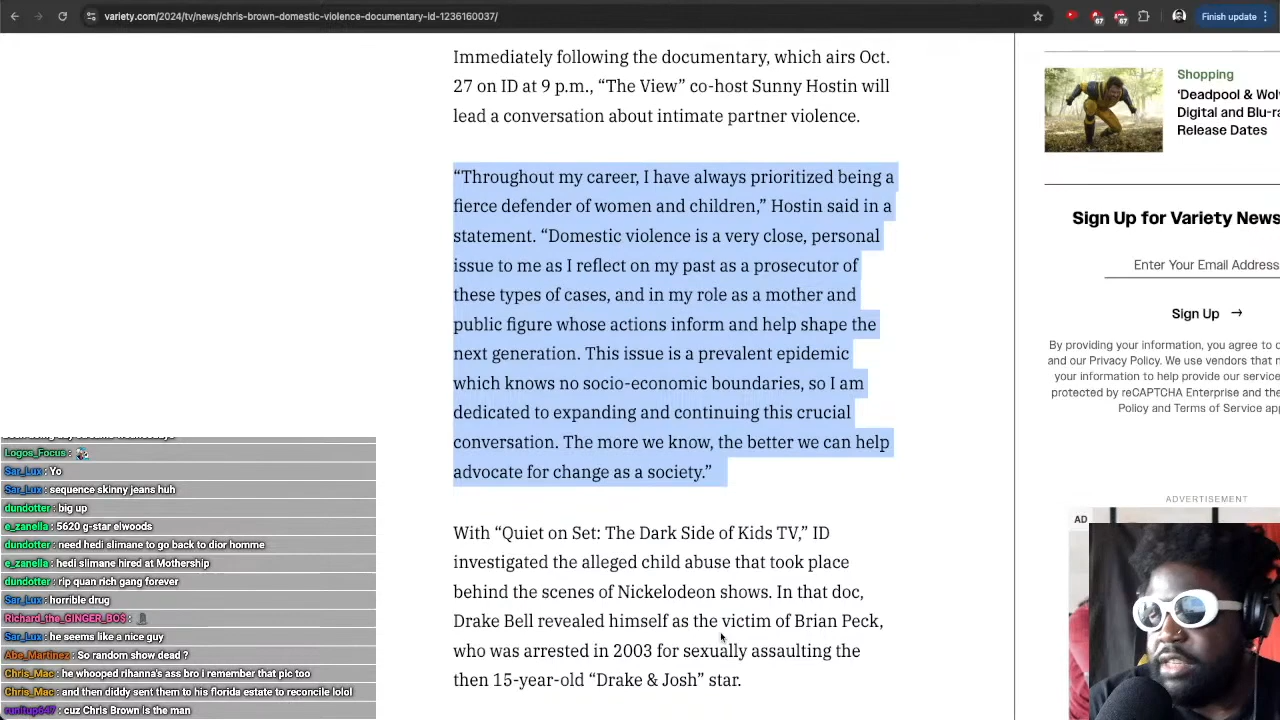 variety.com/2024/tv/news/chris-brown-domestic-violence-documentary-id-1236160037/
67
67
Finish update
Immediately following the documentary, which airs Oct.
27 on ID at 9 p.m., “The View” co-host Sunny Hostin will
lead a conversation about intimate partner violence.
“Throughout my career, I have always prioritized being a
fierce defender of women and children,” Hostin said in a
statement. “Domestic violence is a very close, personal
issue to me as I reflect on my past as a prosecutor of
these types of cases, and in my role as a mother and
public figure whose actions inform and help shape the
next generation. This issue is a prevalent epidemic
which knows no socio-economic boundaries, so I am
dedicated to expanding and continuing this crucial
conversation. The more we know, the better we can help
advocate for change as a society.”
With “Quiet on Set: The Dark Side of Kids TV,” ID
investigated the alleged child abuse that took place
behind the scenes of Nickelodeon shows. In that doc,
Drake Bell revealed himself as the victim of Brian Peck,
who was arrested in 2003 for sexually assaulting the
then 15-year-old “Drake & Josh” star.
Shopping
‘Deadpool & Wol
Digital and Blu-ra
Release Dates
Sign Up for Variety News
Enter Your Email Address
Sign Up →
By providing your information, you agree to o
and our Privacy Policy. We use vendors that m
your information to help provide our service
protected by reCAPTCHA Enterprise and the
Policy and Terms of Service ap
ADVERTISEMENT
AD
Logos_Focus :
Sar_Lux : Yo
Sar_Lux : sequence skinny jeans huh
dundotter : big up
e_zanella : 5620 g-star elwoods
dundotter : need hedi slimane to go back to dior homme
e_zanella : hedi slimane hired at Mothership
dundotter : rip quan rich gang forever
Sar_Lux : horrible drug
Richard_the_GINGER_BO$ :
Sar_Lux : he seems like a nice guy
Abe_Martinez : So random show dead ?
Chris_Mac : he whooped rihanna's ass bro i remember that pic too
Chris_Mac : and then diddy sent them to his florida estate to reconcile lolol
runitup647 : cuz Chris Brown is the man